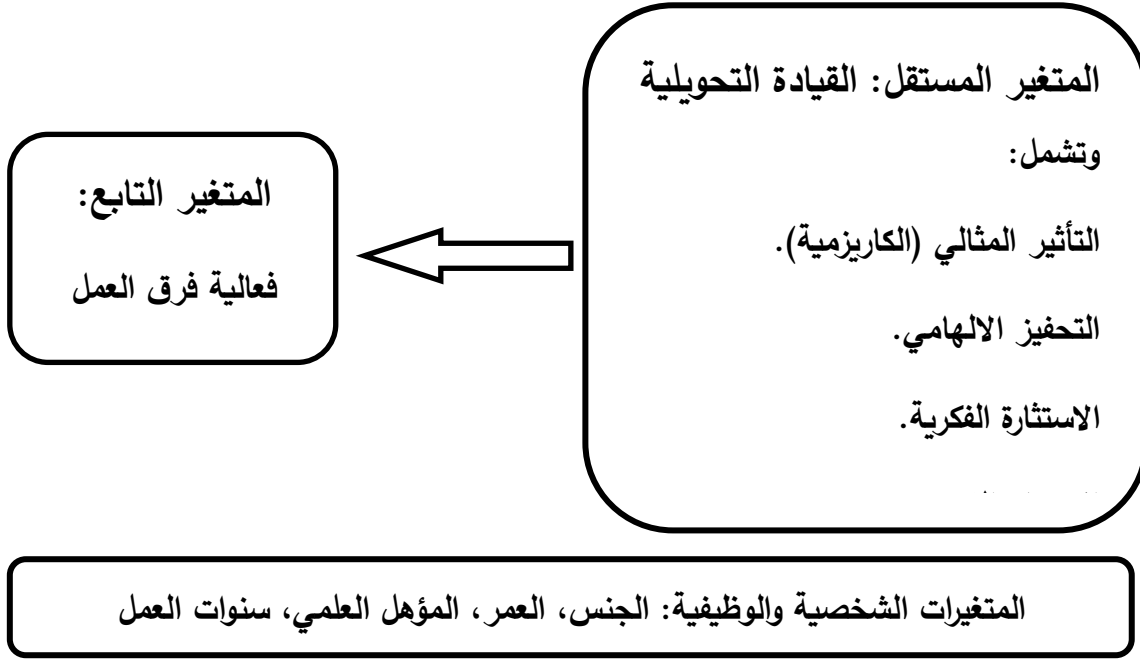 المتغير المستقل: القيادة التحويلية
وتشمل:
التأثير المثالي (الكاريزمية).
التحفيز الالهامي.
الاستثارة الفكرية.
المتغير التابع:
فعالية فرق العمل
المتغيرات الشخصية والوظيفية: الجنس، العمر، المؤهل العلمي، سنوات العمل